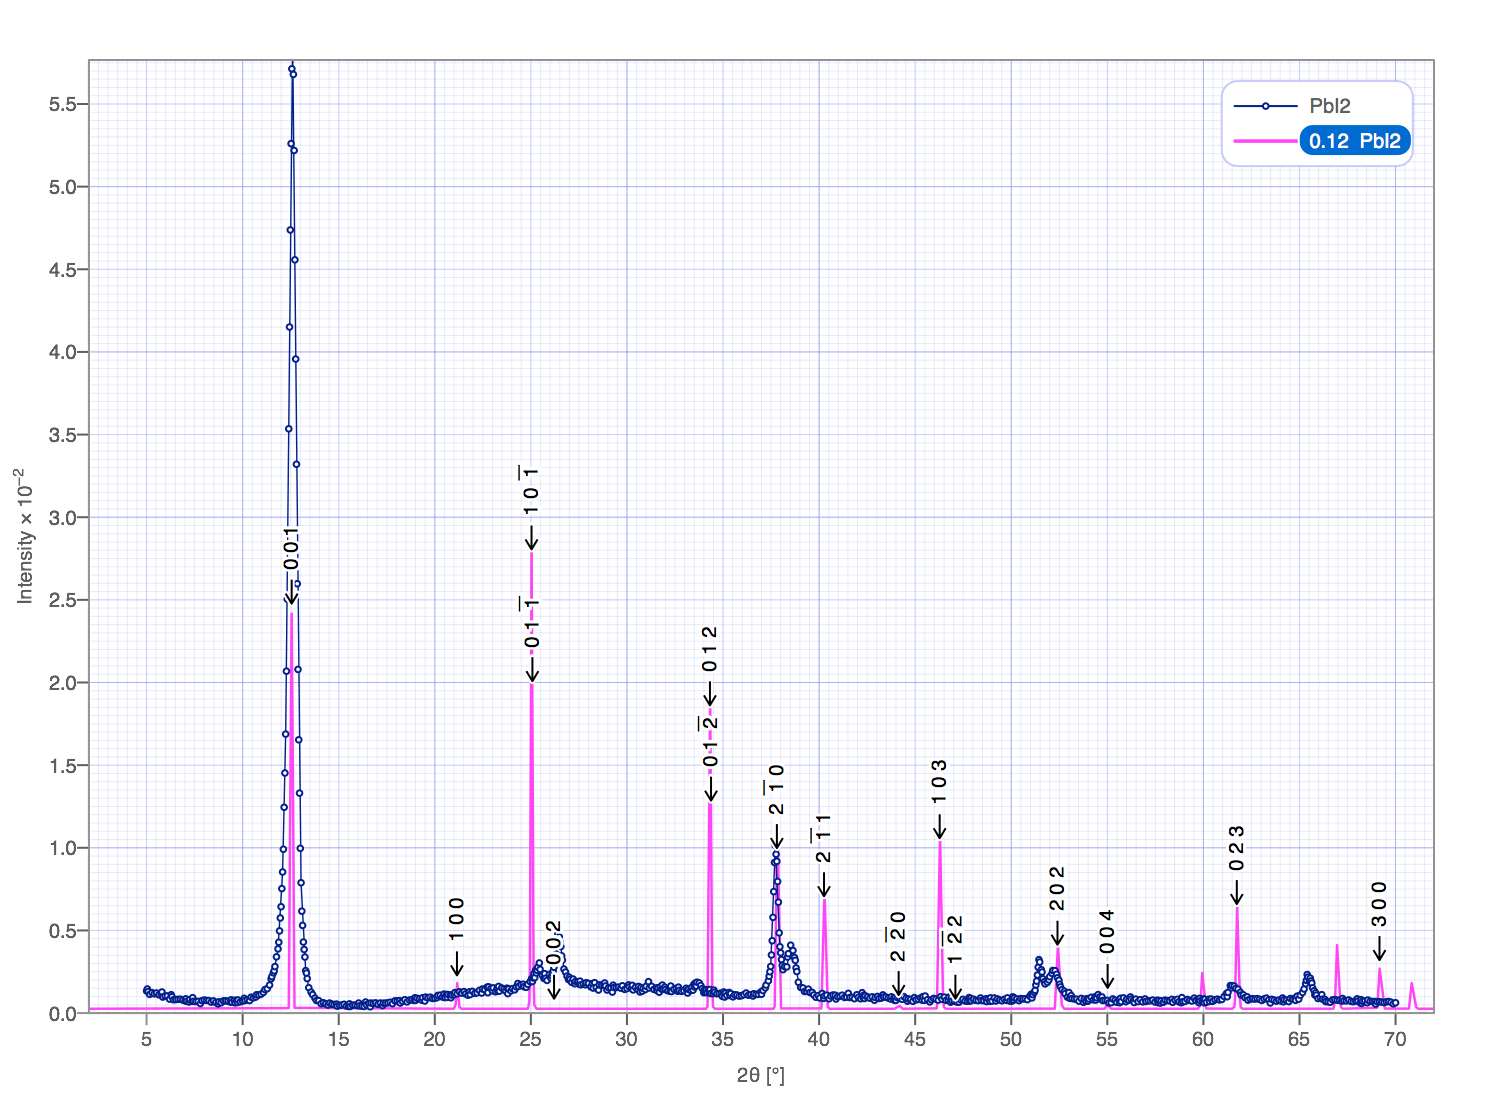 PbI2
0.12 PbI2
Intensity × 10⁻²
5.5
5.0
4.5
4.0
3.5
3.0
2.5
2.0
1.5
1.0
0.5
0.0
0 0 1
1 0 0
1 0 1̅
0 1 1̅
0 0 2
0 1 2
0 1 2̅
2 1̅ 0
2 1̅ 1
2 2̅ 0
1 0 3
1̅ 2 2
2 0 2
0 0 4
0 2 3
3 0 0
5 10 15 20 25 30 35 40 45 50 55 60 65 70
2θ [°]